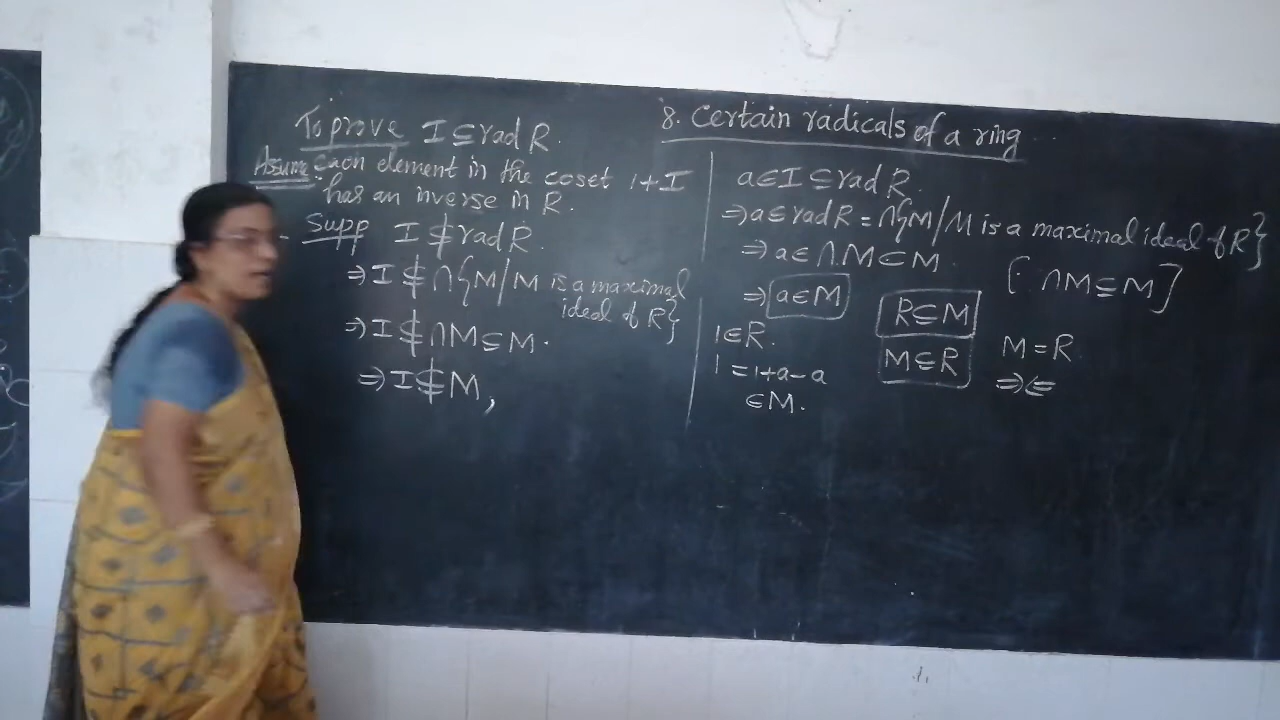 8. Certain radicals of a ring
To prove I ⊆ rad R.
Assume: Each element in the coset 1+I
has an inverse in R.
Supp I ⊈ rad R.
⇒ I ⊈ ∩{M/M is a maximal
ideal of R}
⇒ I ⊈ ∩M ⊆ M.
⇒ I ⊈ M,
a ∈ I ⊆ rad R.
⇒ a ∈ rad R = ∩{M/M is a maximal ideal of R}
⇒ a ∈ ∩M ⊂ M. [∵ ∩M ⊆ M]
⇒ a ∈ M
1 ∈ R.
1 = 1+a-a
∈ M.
R ⊆ M
M ⊆ R
M = R
⇒⇐